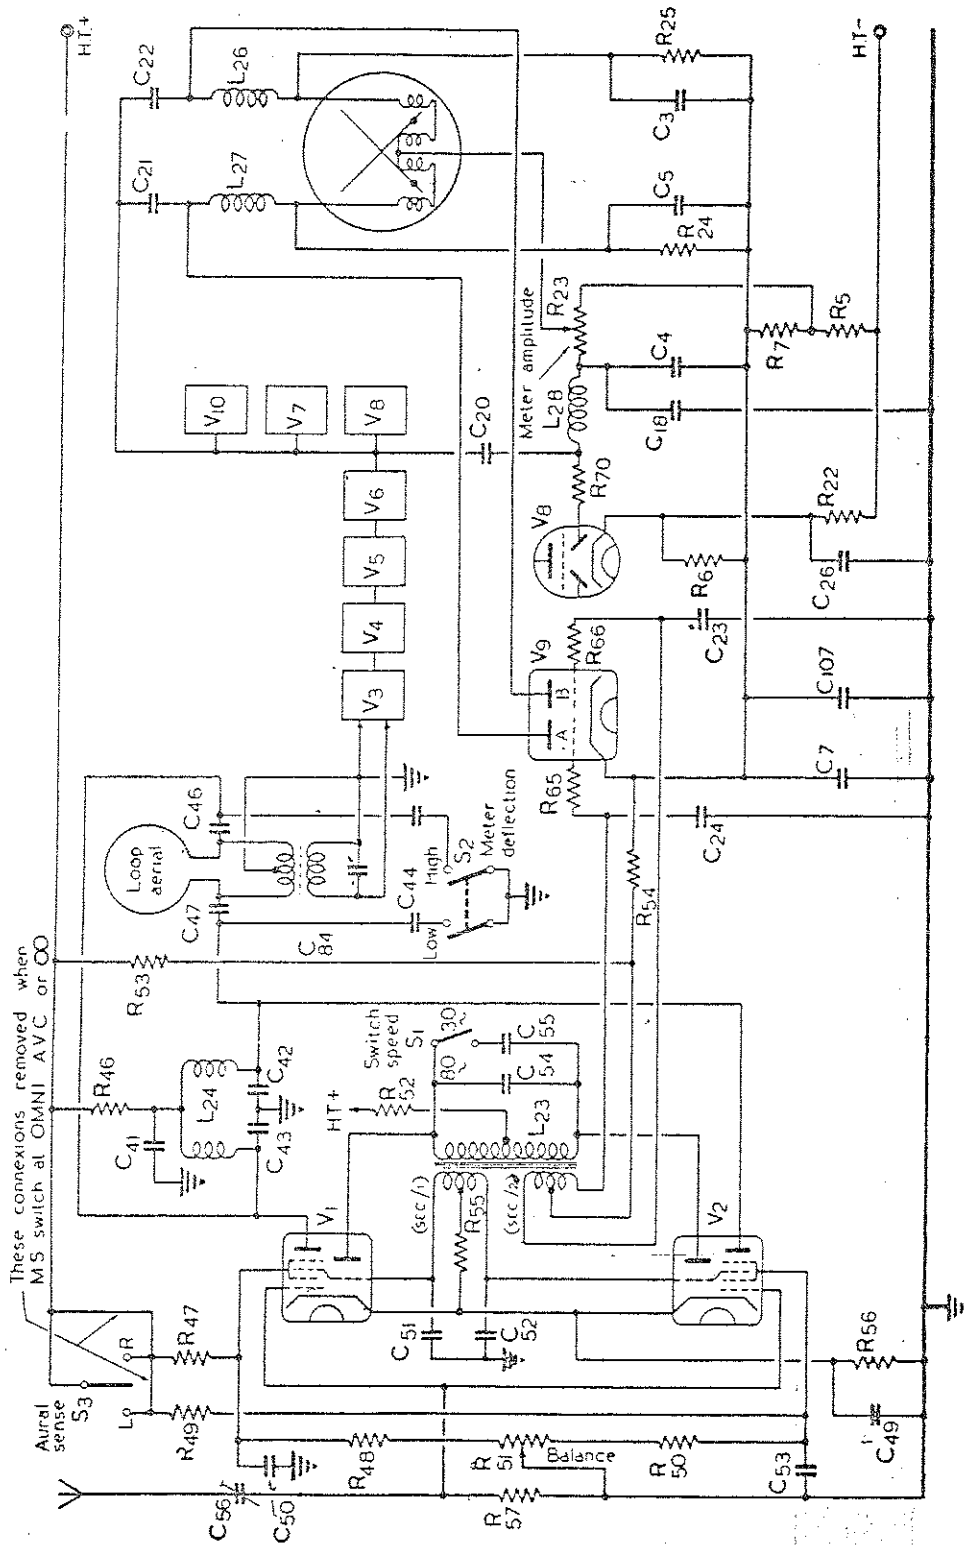 These connexions removed when
M S switch at OMNI AVC or ∞
H.T.+
Aural
sense
S3
L
R
R49
R47
R46
R53
C41
L24
C43
C42
C47
C46
Loop
aerial
C84
C44
Low
High
S2
Meter
deflection
V3
V4
V5
V6
V10
V7
V8
C21
C22
L27
L26
C20
C56
C50
R48
R51
Balance
R50
R57
C53
C49
R56
V1
V2
C51
C52
R55
(sec/1)
(sec/2)
HT+
R52
L23
Switch
speed
S1
80~
30~
C54
C55
R54
R65
R66
V9
A
B
V8
R70
L28
Meter amplitude
R23
C24
C23
C7
C107
R6
C26
R22
C18
C4
R7
R5
R24
C5
C3
R25
HT-